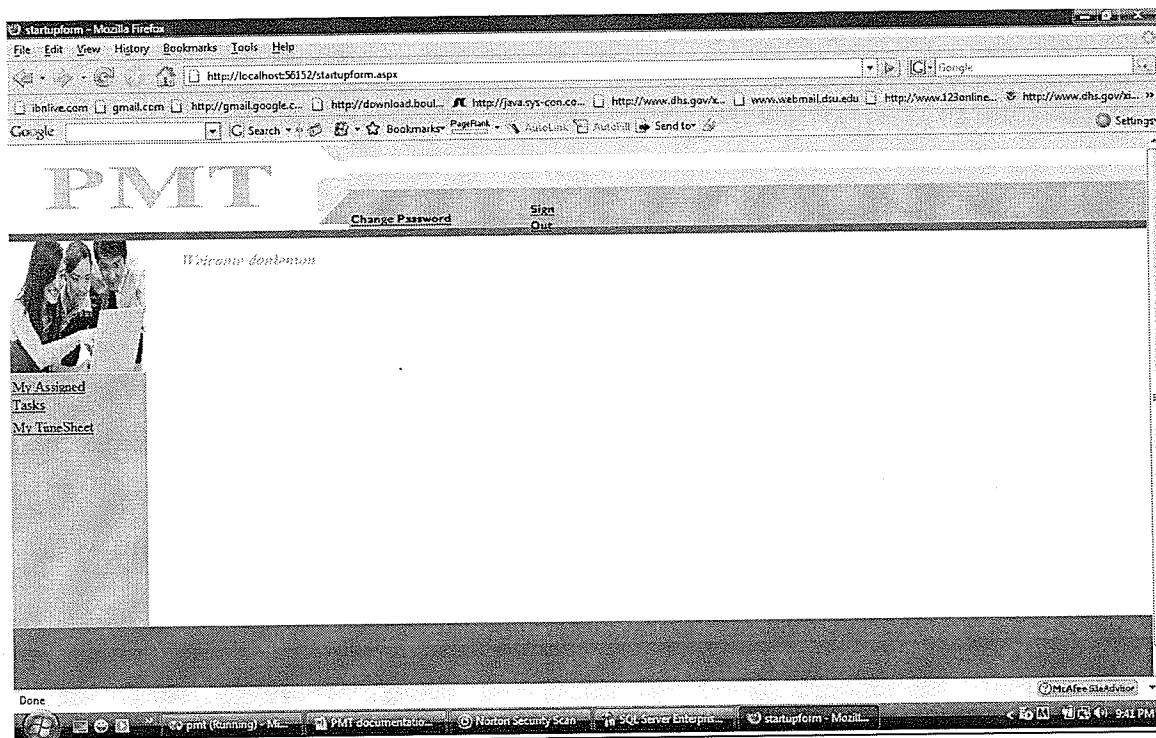 startupform - Mozilla Firefox
File Edit View History Bookmarks Tools Help
http://localhost:56152/startupform.aspx
Google
ibnlive.com gmail.com http://gmail.google.c... http://download.boul... http://java.sys-con.co... http://www.dhs.gov/x... www.webmail.dsu.edu http://www.123online... http://www.dhs.gov/xi... »
Google Search Bookmarks PageRank AutoLink AutoFill Send to Settings
PMT
Change Password
Sign
Out
Welcome
My Assigned
Tasks
My TimeSheet
Done
McAfee SiteAdvisor
pmt (Running) - Mi... PMT documentatio... Norton Security Scan SQL Server Enterpris... startupform - Mozill... 9:41 PM